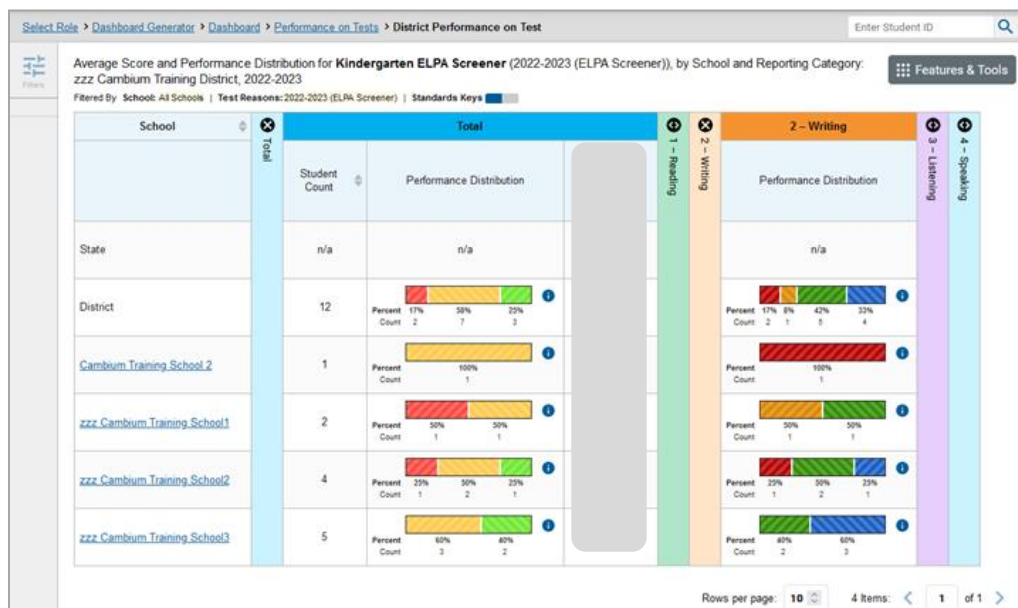 Select Role > Dashboard Generator > Dashboard > Performance on Tests > District Performance on Test
Enter Student ID
Filters
Average Score and Performance Distribution for Kindergarten ELPA Screener (2022-2023 (ELPA Screener)), by School and Reporting Category:
zzz Cambium Training District, 2022-2023
Features & Tools
Filtered By School: All Schools | Test Reasons: 2022-2023 (ELPA Screener) | Standards Keys
School
Total
Total
1 – Reading
2 – Writing
2 – Writing
3 – Listening
4 – Speaking
Student Count
Performance Distribution
Performance Distribution
State n/a n/a n/a
District 12
Percent 17% 58% 25%
Count 2 7 3
Percent 17% 8% 42% 33%
Count 2 1 5 4
Cambium Training School 2 1
Percent 100%
Count 1
Percent 100%
Count 1
zzz Cambium Training School1 2
Percent 50% 50%
Count 1 1
Percent 50% 50%
Count 1 1
zzz Cambium Training School2 4
Percent 25% 50% 25%
Count 1 2 1
Percent 25% 50% 25%
Count 1 2 1
zzz Cambium Training School3 5
Percent 60% 40%
Count 3 2
Percent 40% 60%
Count 2 3
Rows per page: 10 4 Items: 1 of 1